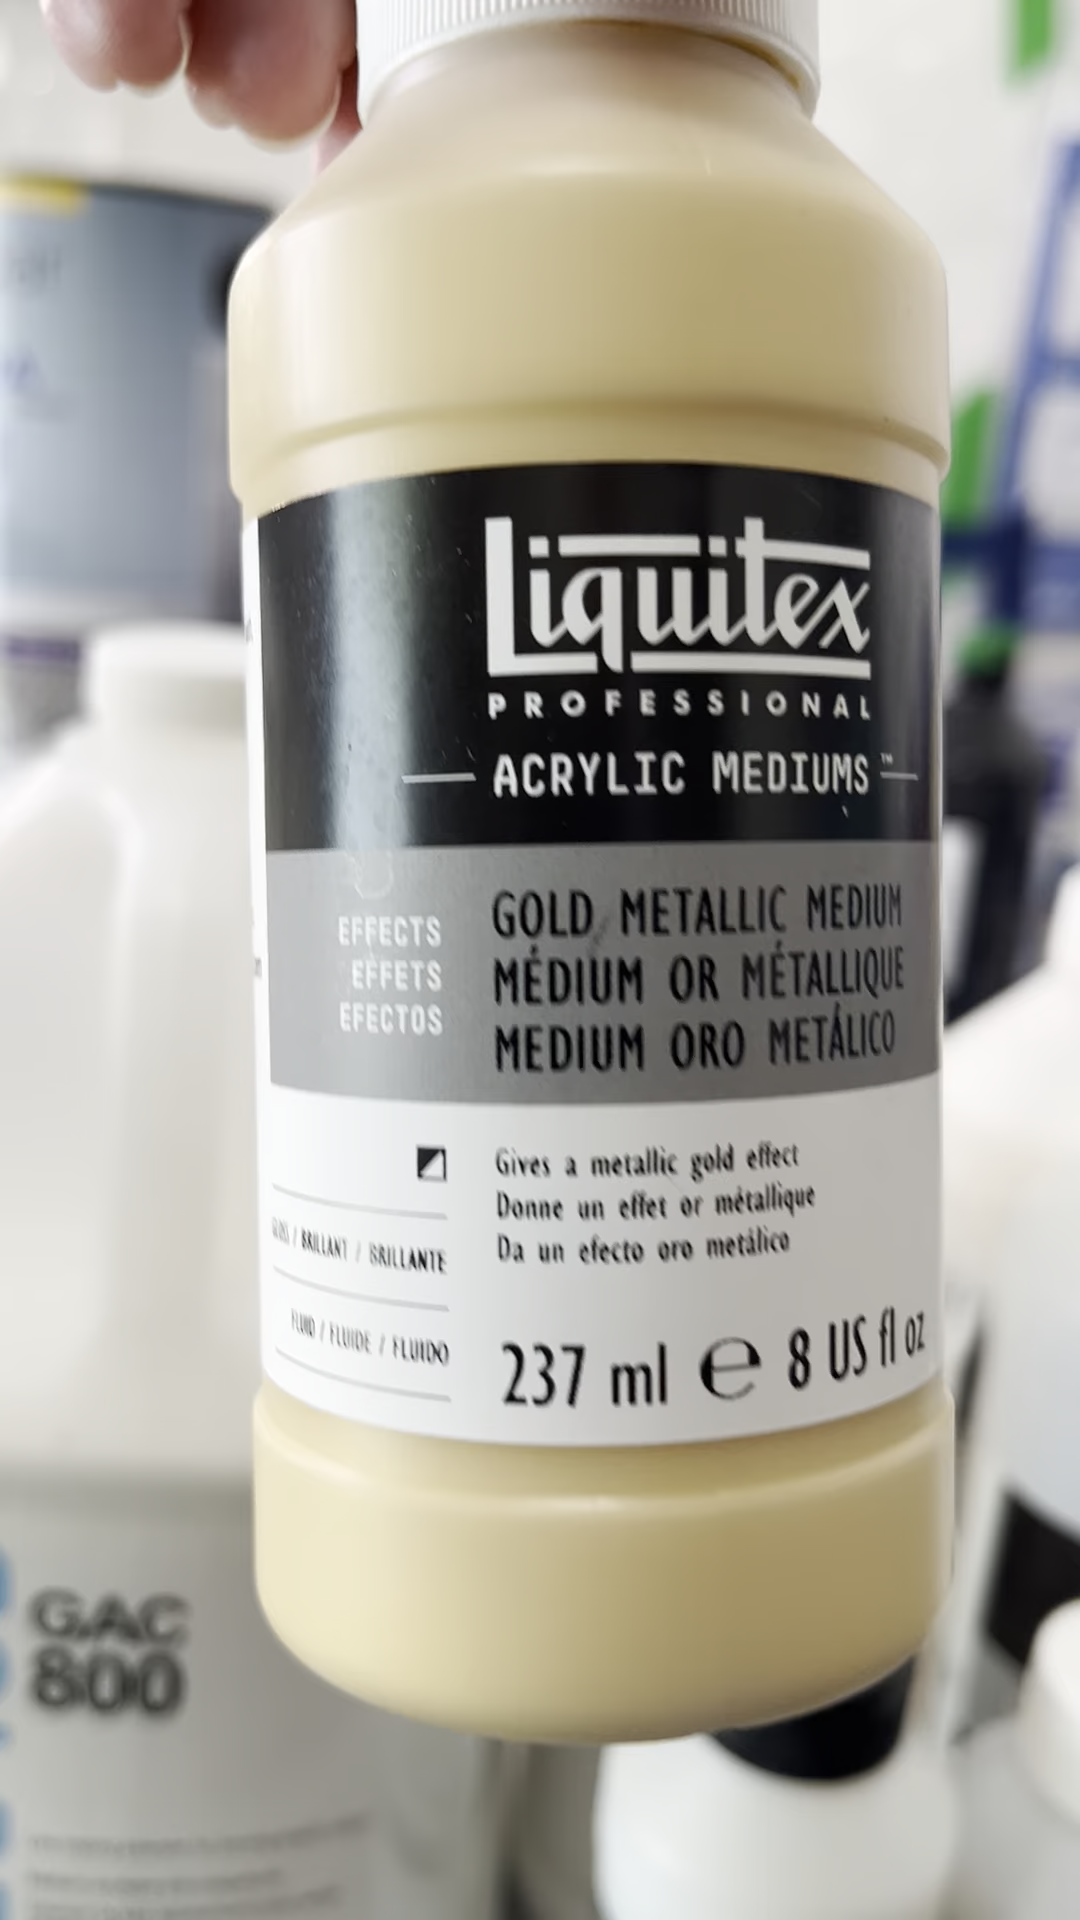 Liquitex
PROFESSIONAL
ACRYLIC MEDIUMS™
EFFECTS
EFFETS
EFECTOS
GOLD METALLIC MEDIUM
MÉDIUM OR MÉTALLIQUE
MEDIUM ORO METÁLICO
Gives a metallic gold effect
Donne un effet or métallique
Da un efecto oro metálico
GLOSS / BRILLANT / BRILLANTE
FLUID / FLUIDE / FLUIDO
237 ml ℮ 8 US fl oz
GAC
800